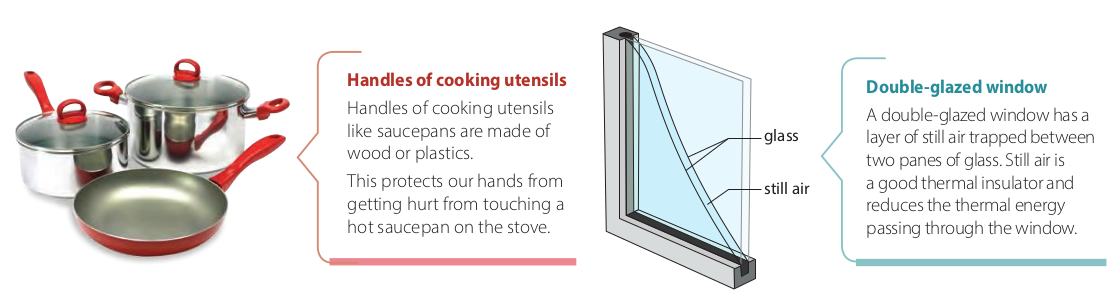 Handles of cooking utensils
Handles of cooking utensils
like saucepans are made of
wood or plastics.
This protects our hands from
getting hurt from touching a
hot saucepan on the stove.
glass
still air
Double-glazed window
A double-glazed window has a
layer of still air trapped between
two panes of glass. Still air is
a good thermal insulator and
reduces the thermal energy
passing through the window.